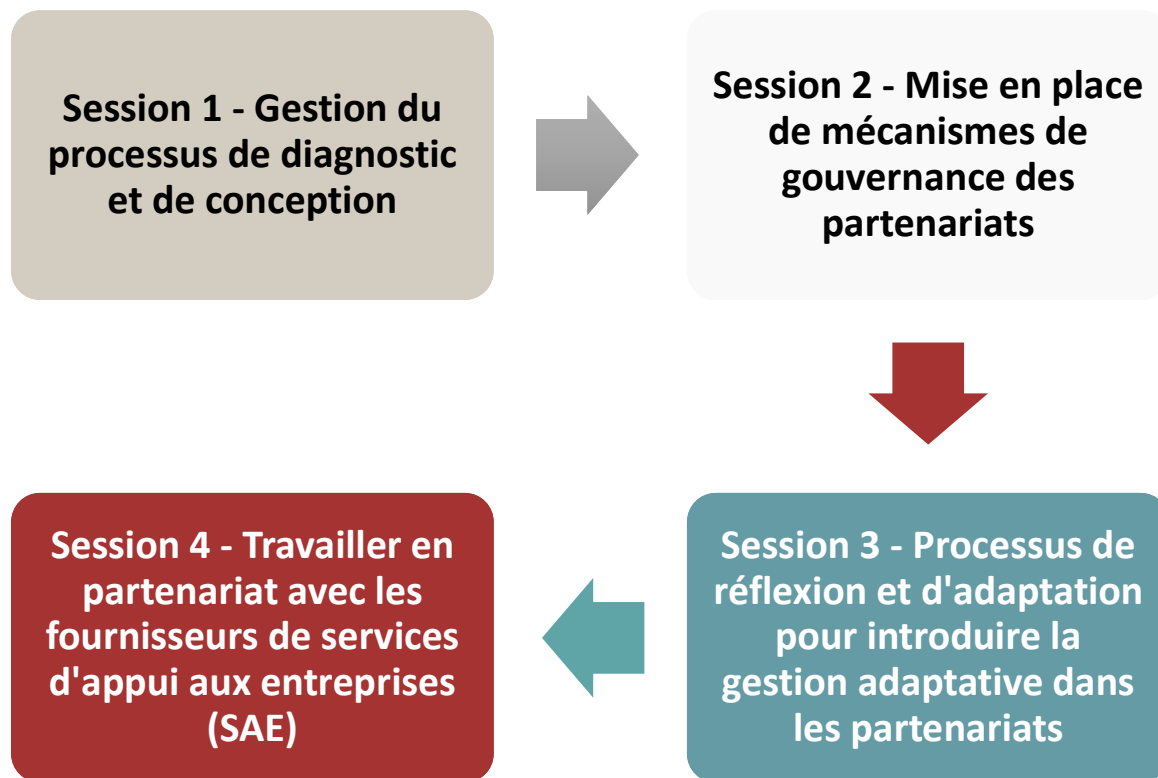 Session 1 - Gestion du
processus de diagnostic
et de conception
Session 2 - Mise en place
de mécanismes de
gouvernance des
partenariats
Session 3 - Processus de
réflexion et d'adaptation
pour introduire la
gestion adaptative dans
les partenariats
Session 4 - Travailler en
partenariat avec les
fournisseurs de services
d'appui aux entreprises
(SAE)